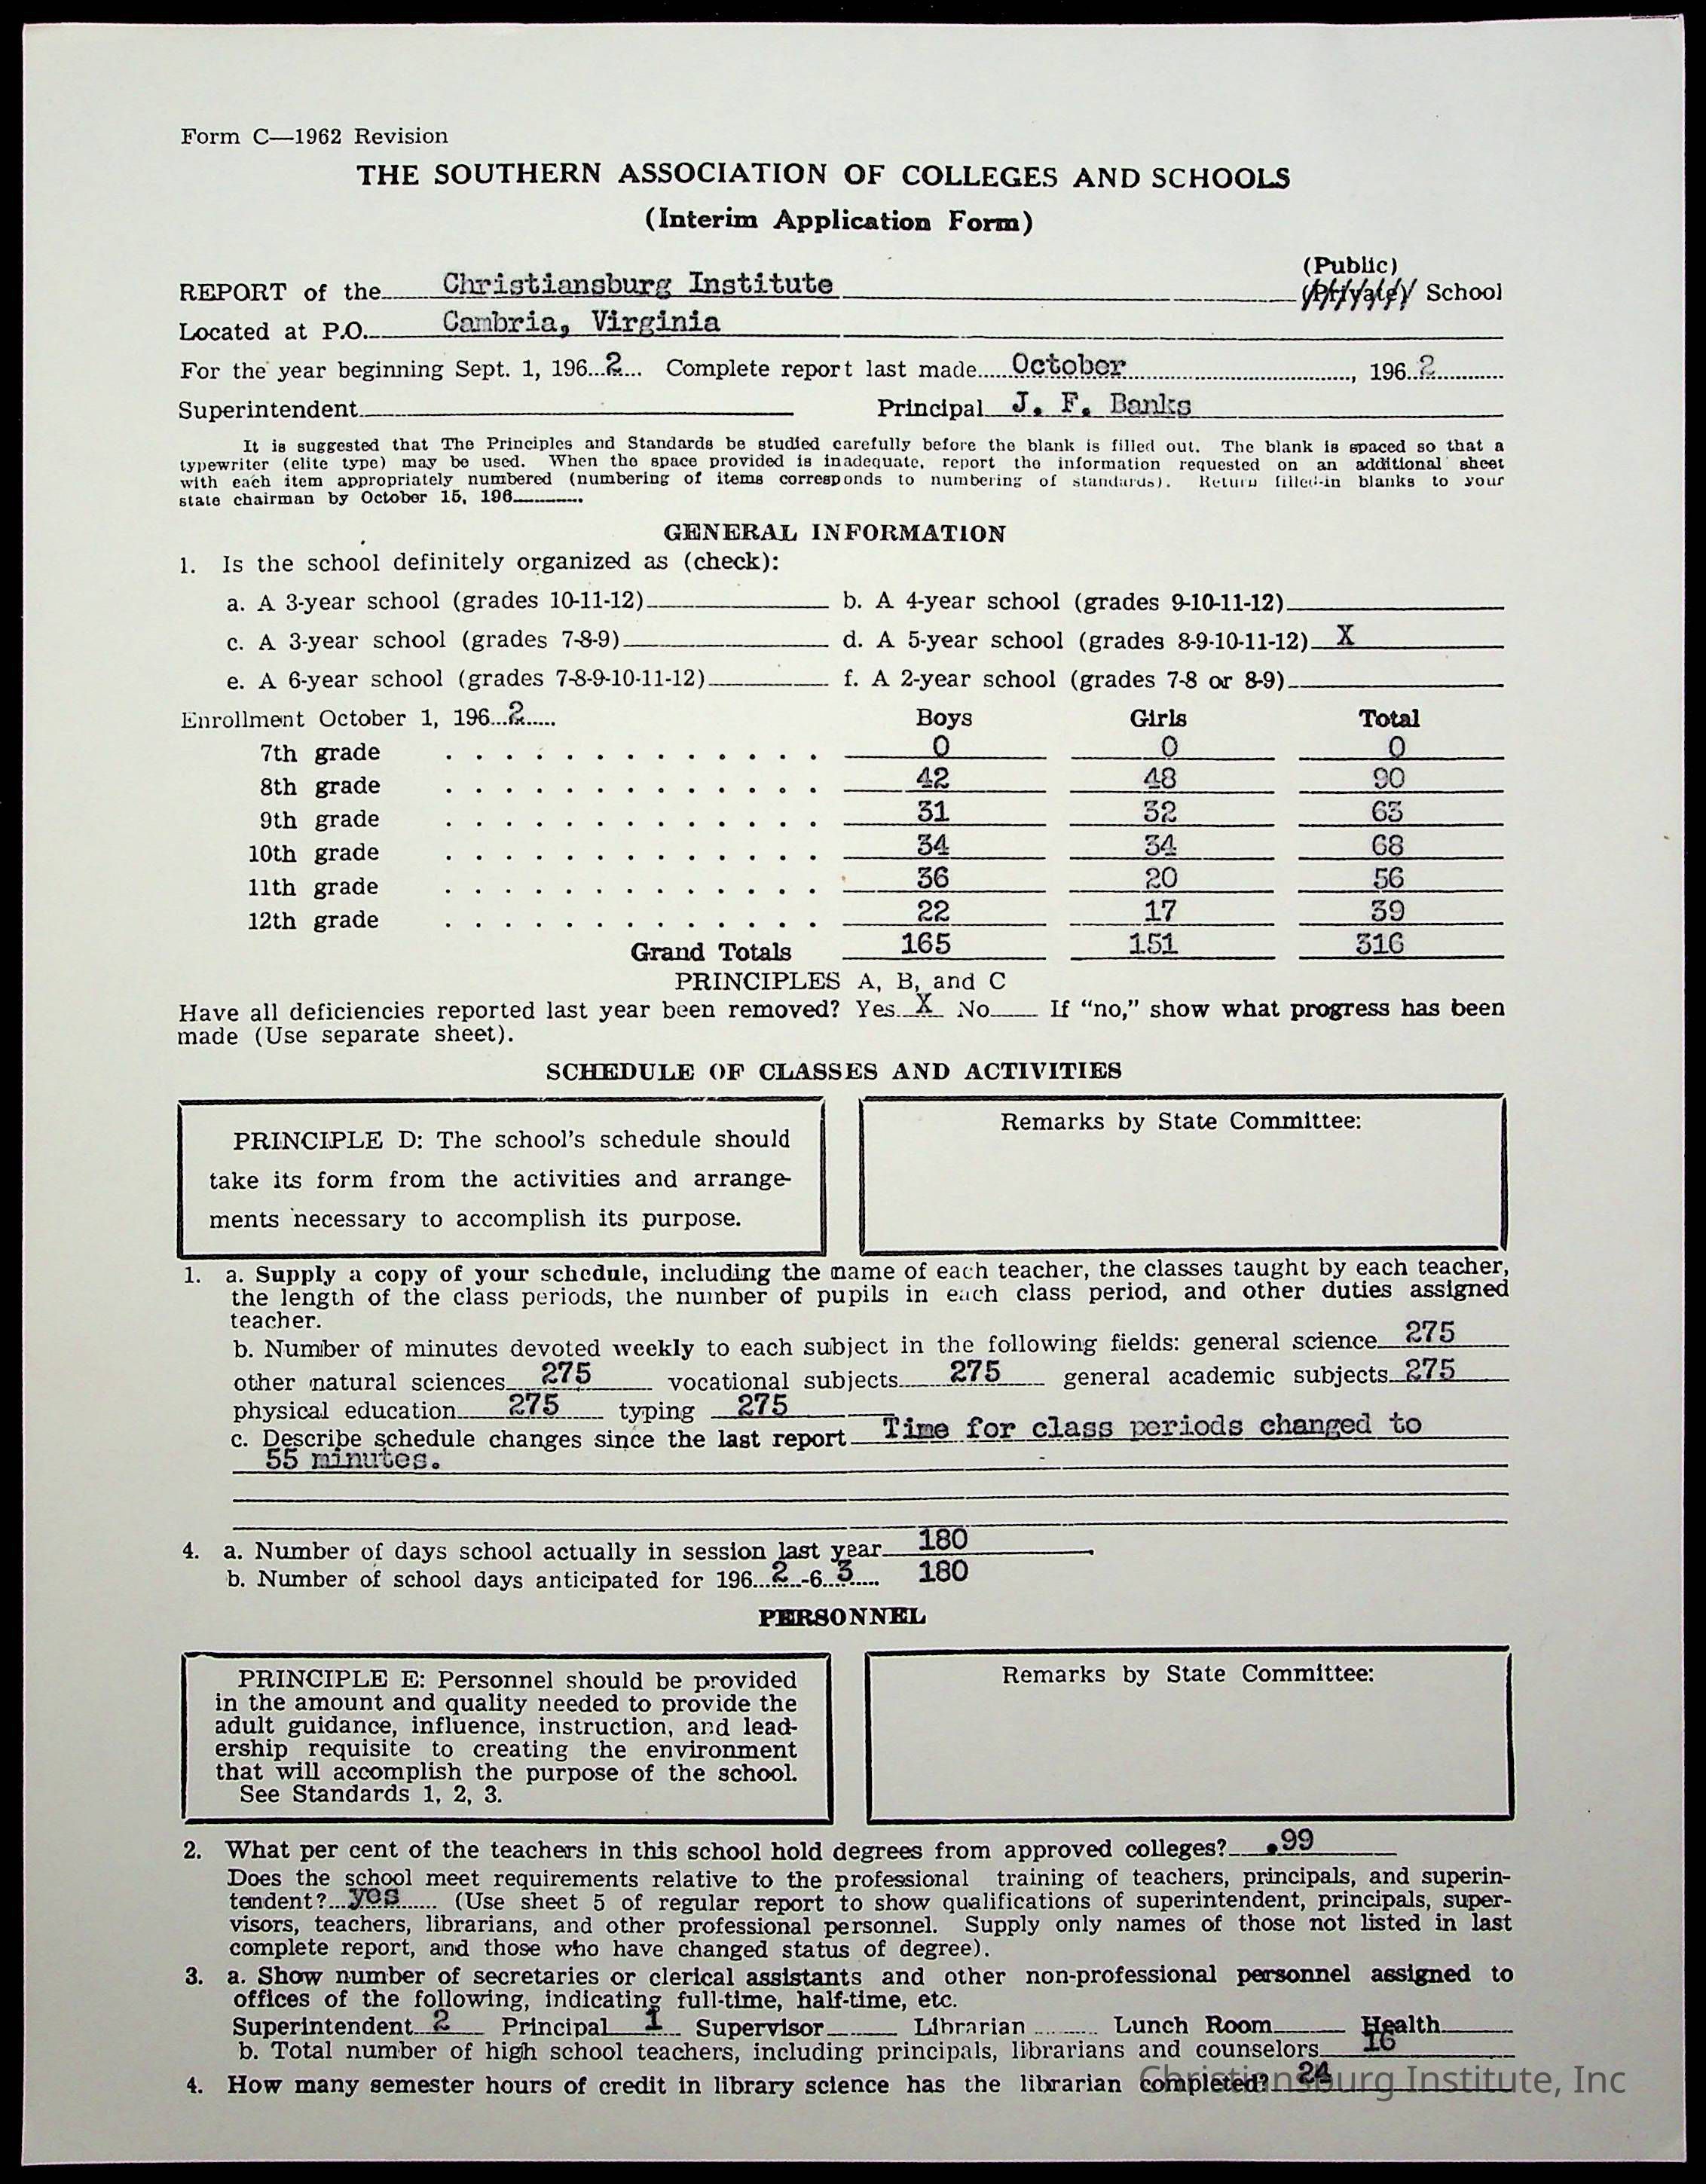 Form C—1962 Revision
THE SOUTHERN ASSOCIATION OF COLLEGES AND SCHOOLS
(Interim Application Form)
(Public)
REPORT of the Christiansburg Institute (Private) School
Located at P.O. Cambria, Virginia
For the year beginning Sept. 1, 196 2 Complete report last made October, 196 2
Superintendent Principal J. F. Banks
It is suggested that The Principles and Standards be studied carefully before the blank is filled out. The blank is spaced so that a
typewriter (elite type) may be used. When the space provided is inadequate, report the information requested on an additional sheet
with each item appropriately numbered (numbering of items corresponds to numbering of standards). Return filled-in blanks to your
state chairman by October 15, 196
GENERAL INFORMATION
1. Is the school definitely organized as (check):
a. A 3-year school (grades 10-11-12) b. A 4-year school (grades 9-10-11-12)
c. A 3-year school (grades 7-8-9) d. A 5-year school (grades 8-9-10-11-12) X
e. A 6-year school (grades 7-8-9-10-11-12) f. A 2-year school (grades 7-8 or 8-9)
Enrollment October 1, 196 2 Boys Girls Total
7th grade 0 0 0
8th grade 42 48 90
9th grade 31 32 63
10th grade 34 34 68
11th grade 36 20 56
12th grade 22 17 39
Grand Totals 165 151 316
PRINCIPLES A, B, and C
Have all deficiencies reported last year been removed? Yes X No If "no," show what progress has been
made (Use separate sheet).
SCHEDULE OF CLASSES AND ACTIVITIES
PRINCIPLE D: The school's schedule should
take its form from the activities and arrange-
ments necessary to accomplish its purpose.
Remarks by State Committee:
1. a. Supply a copy of your schedule, including the name of each teacher, the classes taught by each teacher,
the length of the class periods, the number of pupils in each class period, and other duties assigned
teacher.
b. Number of minutes devoted weekly to each subject in the following fields: general science 275
other natural sciences 275 vocational subjects 275 general academic subjects 275
physical education 275 typing 275
c. Describe schedule changes since the last report Time for class periods changed to
55 minutes.
4. a. Number of days school actually in session last year 180
b. Number of school days anticipated for 196 2 -6 3 180
PERSONNEL
PRINCIPLE E: Personnel should be provided
in the amount and quality needed to provide the
adult guidance, influence, instruction, and lead-
ership requisite to creating the environment
that will accomplish the purpose of the school.
See Standards 1, 2, 3.
Remarks by State Committee:
2. What per cent of the teachers in this school hold degrees from approved colleges? .99
Does the school meet requirements relative to the professional training of teachers, principals, and superin-
tendent? yes (Use sheet 5 of regular report to show qualifications of superintendent, principals, super-
visors, teachers, librarians, and other professional personnel. Supply only names of those not listed in last
complete report, and those who have changed status of degree).
3. a. Show number of secretaries or clerical assistants and other non-professional personnel assigned to
offices of the following, indicating full-time, half-time, etc.
Superintendent 2 Principal 1 Supervisor Librarian Lunch Room Health
b. Total number of high school teachers, including principals, librarians and counselors 16
4. How many semester hours of credit in library science has the librarian completed? 24
Christiansburg Institute, Inc